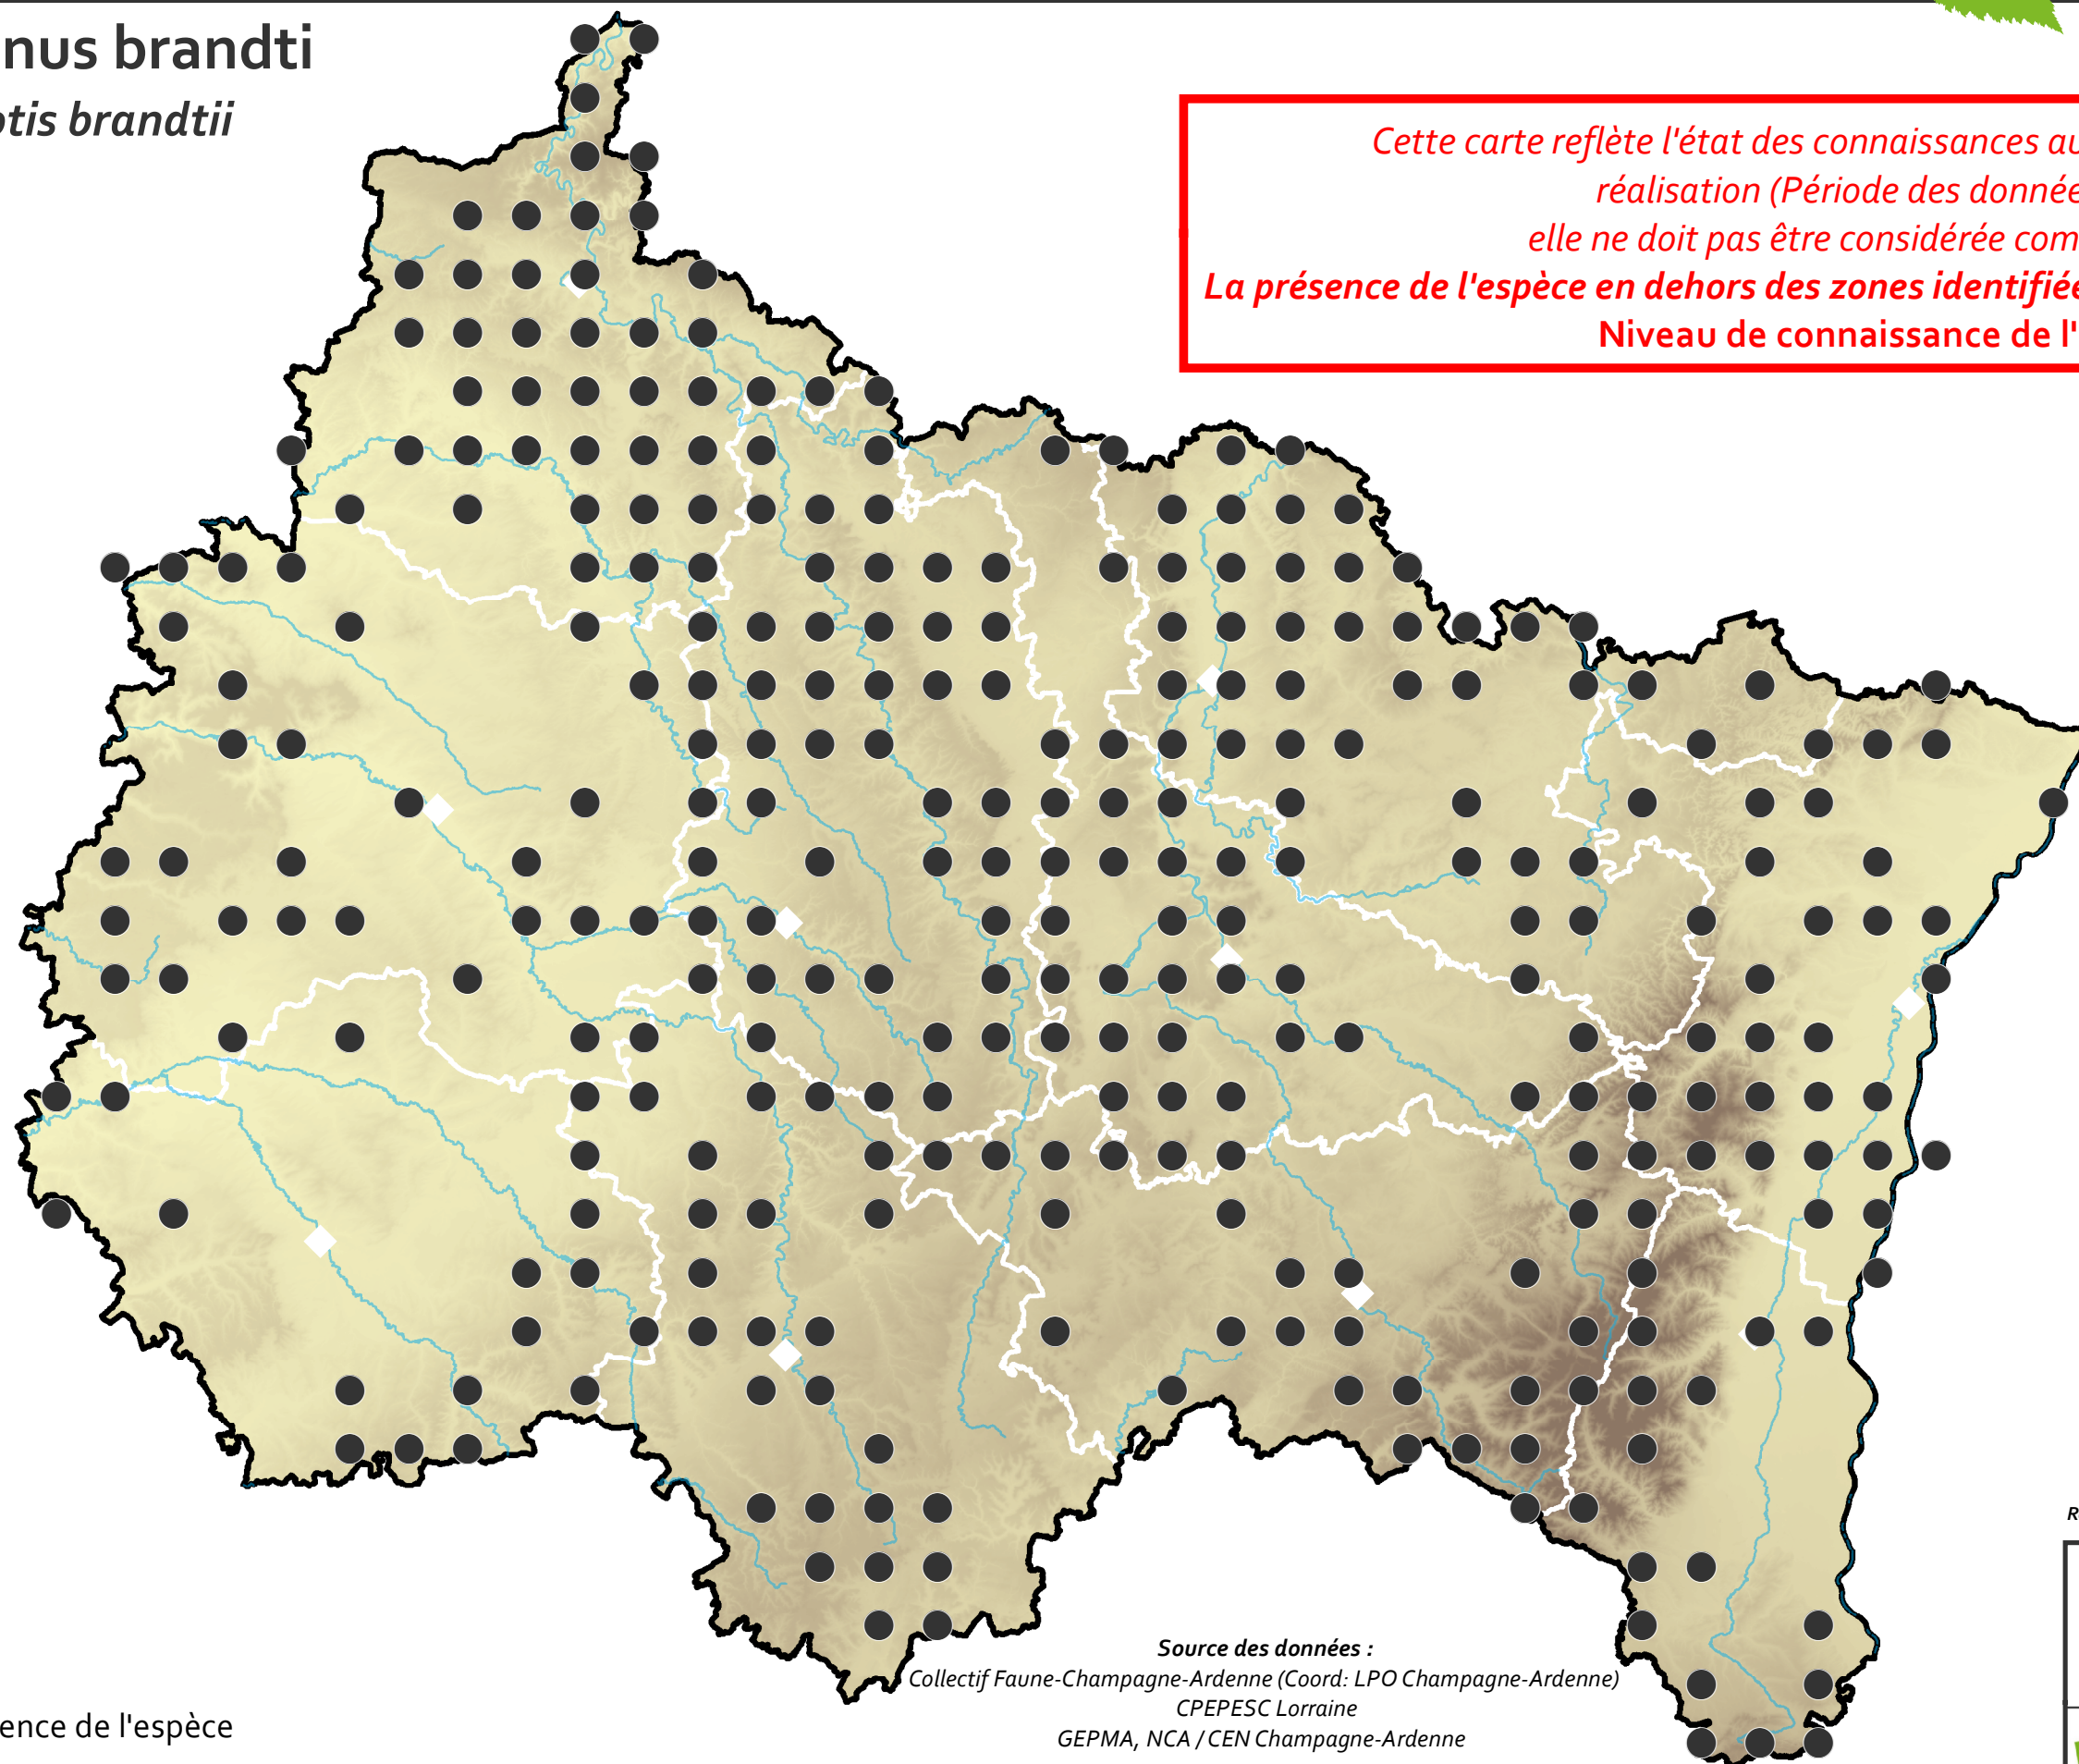 nus brandti
otis brandtii
Cette carte reflète l'état des connaissances au
réalisation (Période des donnée
elle ne doit pas être considérée com
La présence de l'espèce en dehors des zones identifiée
Niveau de connaissance de l'
Source des données :
Collectif Faune-Champagne-Ardenne (Coord: LPO Champagne-Ardenne)
CPEPESC Lorraine
GEPMA, NCA / CEN Champagne-Ardenne
ence de l'espèce
R